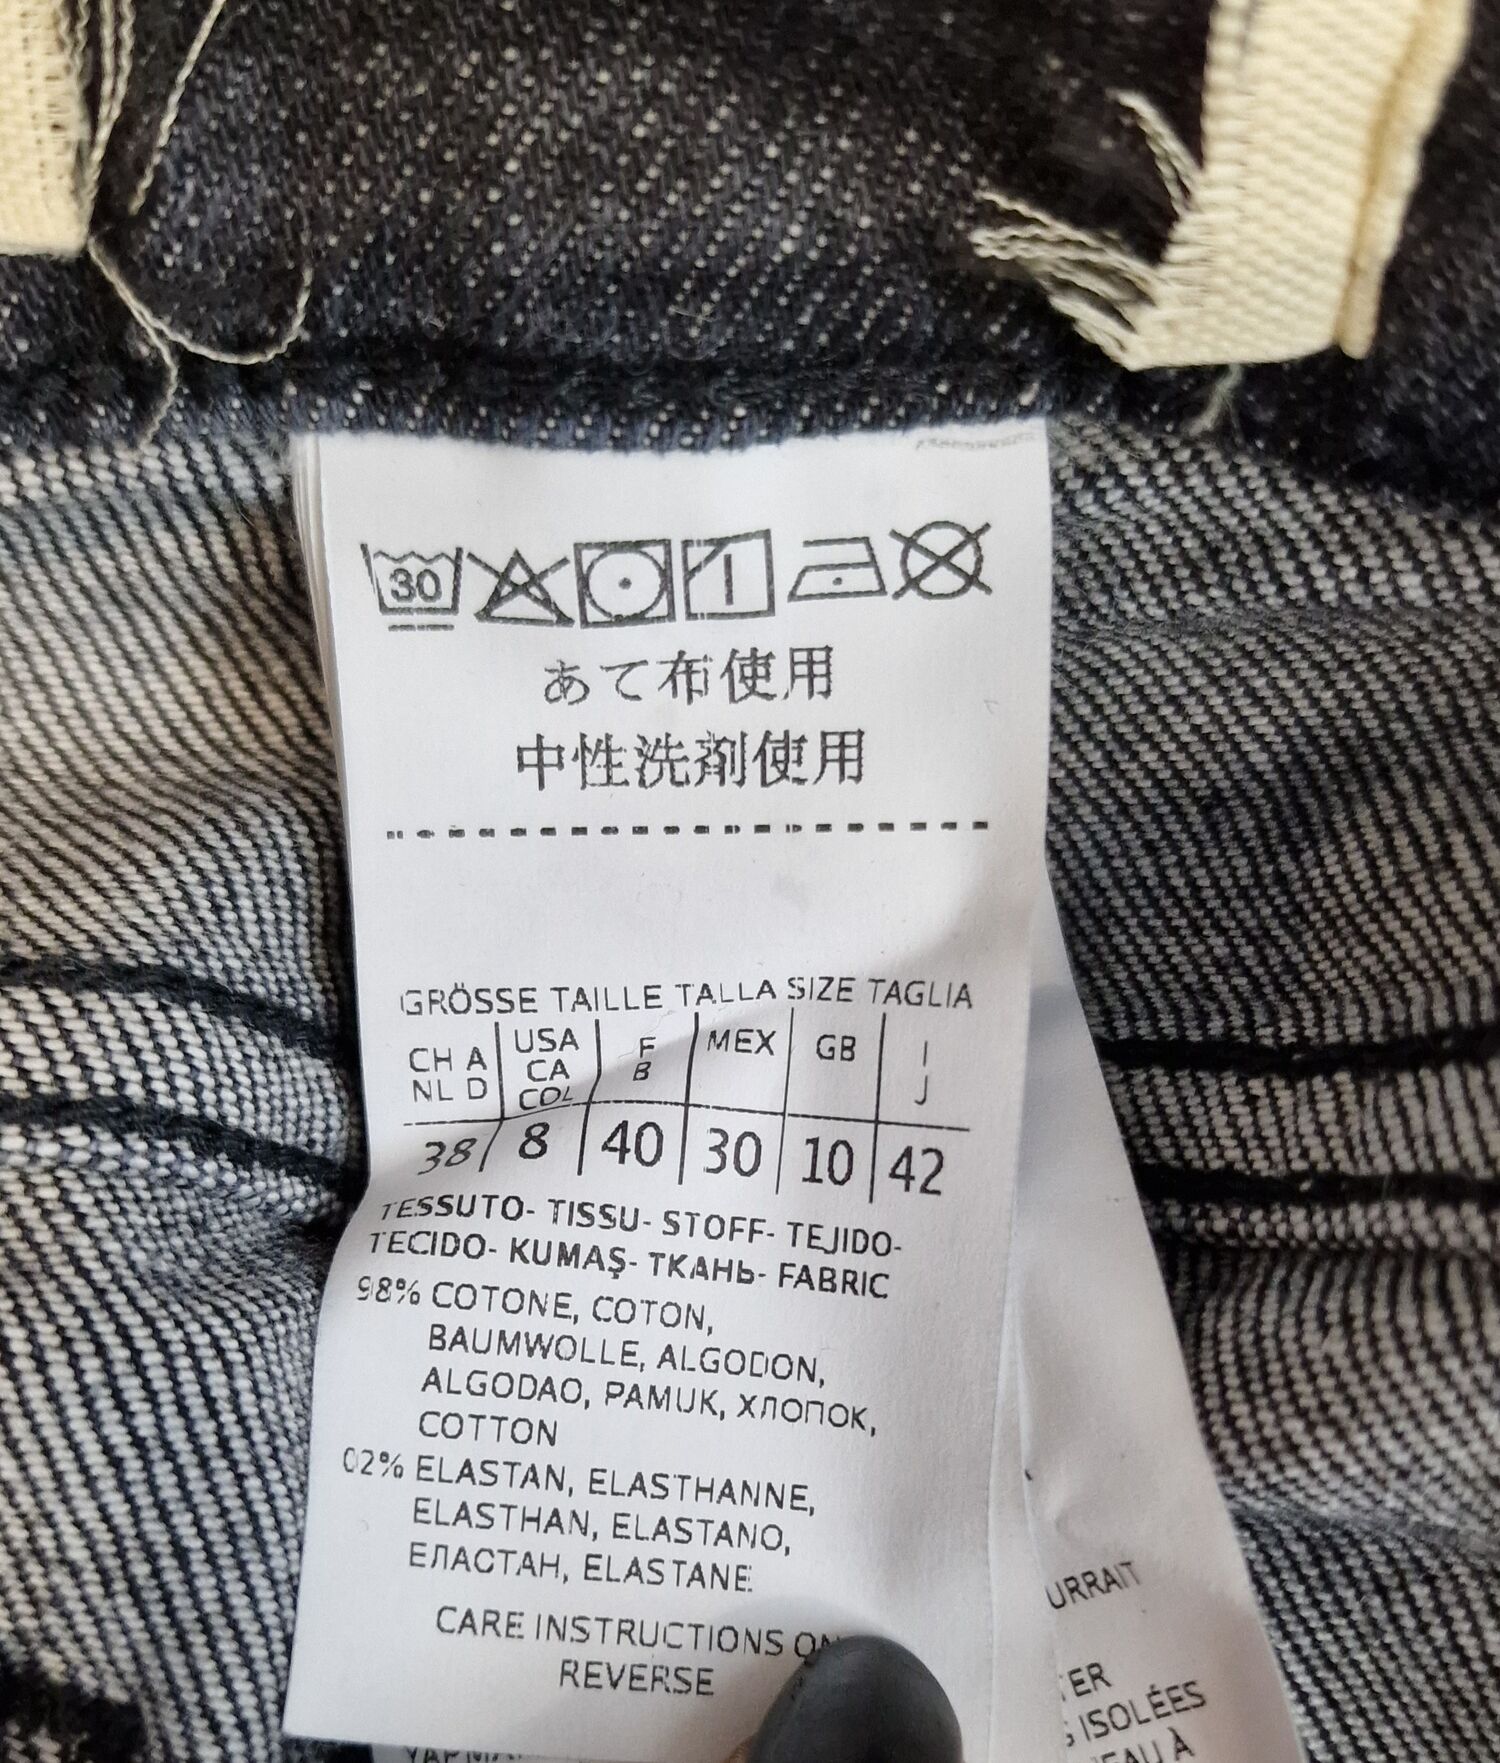 30
あて布使用
中性洗剤使用
GRÖSSE TAILLE TALLA SIZE TAGLIA
CH A NL D USA CA COL F B MEX GB I J
38 8 40 30 10 42
TESSUTO- TISSU- STOFF- TEJIDO-
TECIDO- KUMAŞ- ТКАНЬ- FABRIC
98% COTONE, COTON,
BAUMWOLLE, ALGODON,
ALGODAO, PAMUK, ХЛОПОК,
COTTON
02% ELASTAN, ELASTHANNE,
ELASTHAN, ELASTANO,
ЕЛАСТАН, ELASTANE
CARE INSTRUCTIONS ON
REVERSE
URRAIT
ER
ISOLÉES
EAU À